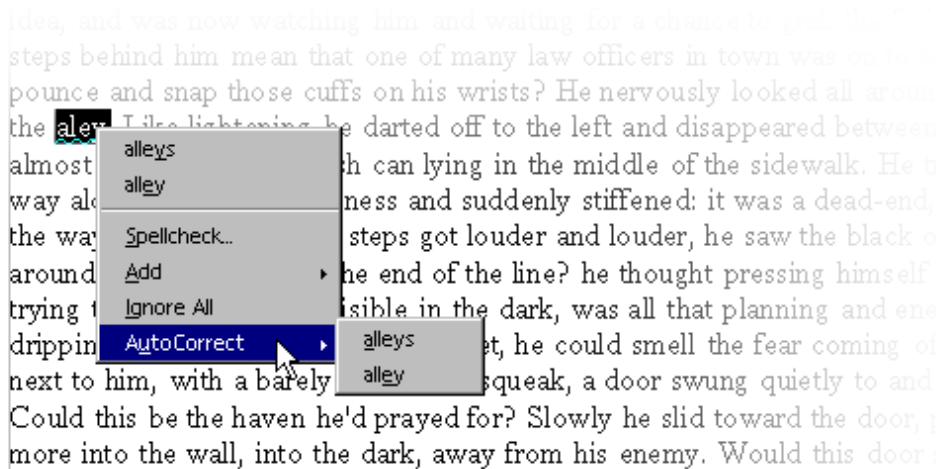 idea, and was now watching him and waiting for a chance to
steps behind him mean that one of many law officers in town was on to
pounce and snap those cuffs on his wrists? He nervously looked all aroun
the aley. Like lightening, he darted off to the left and disappeared between
almost h can lying in the middle of the sidewalk. He t
way al ness and suddenly stiffened: it was a dead-end,
the way steps got louder and louder, he saw the black o
around he end of the line? he thought pressing himself
trying t isible in the dark, was all that planning and ene
drippin et, he could smell the fear coming of
next to him, with a barely squeak, a door swung quietly to and
Could this be the haven he'd prayed for? Slowly he slid toward the door, p
more into the wall, into the dark, away from his enemy. Would this door s
alleys
alley
Spellcheck...
Add
Ignore All
AutoCorrect
alleys
alley